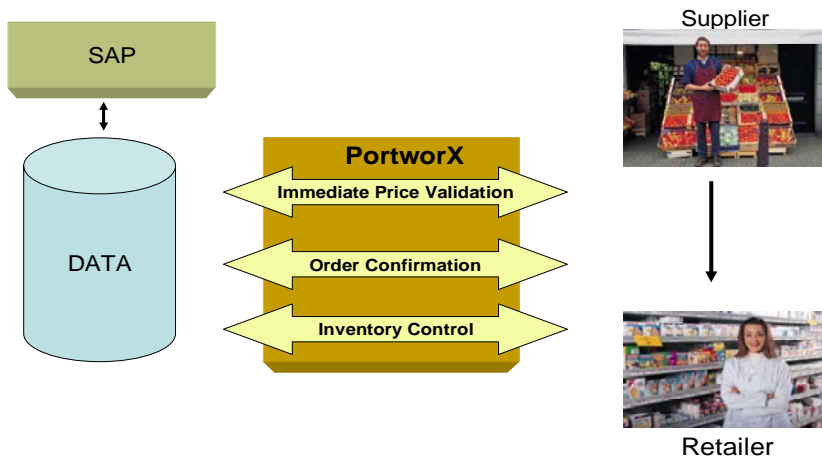 Supplier
SAP
PortworX
Immediate Price Validation
DATA
Order Confirmation
Inventory Control
Retailer